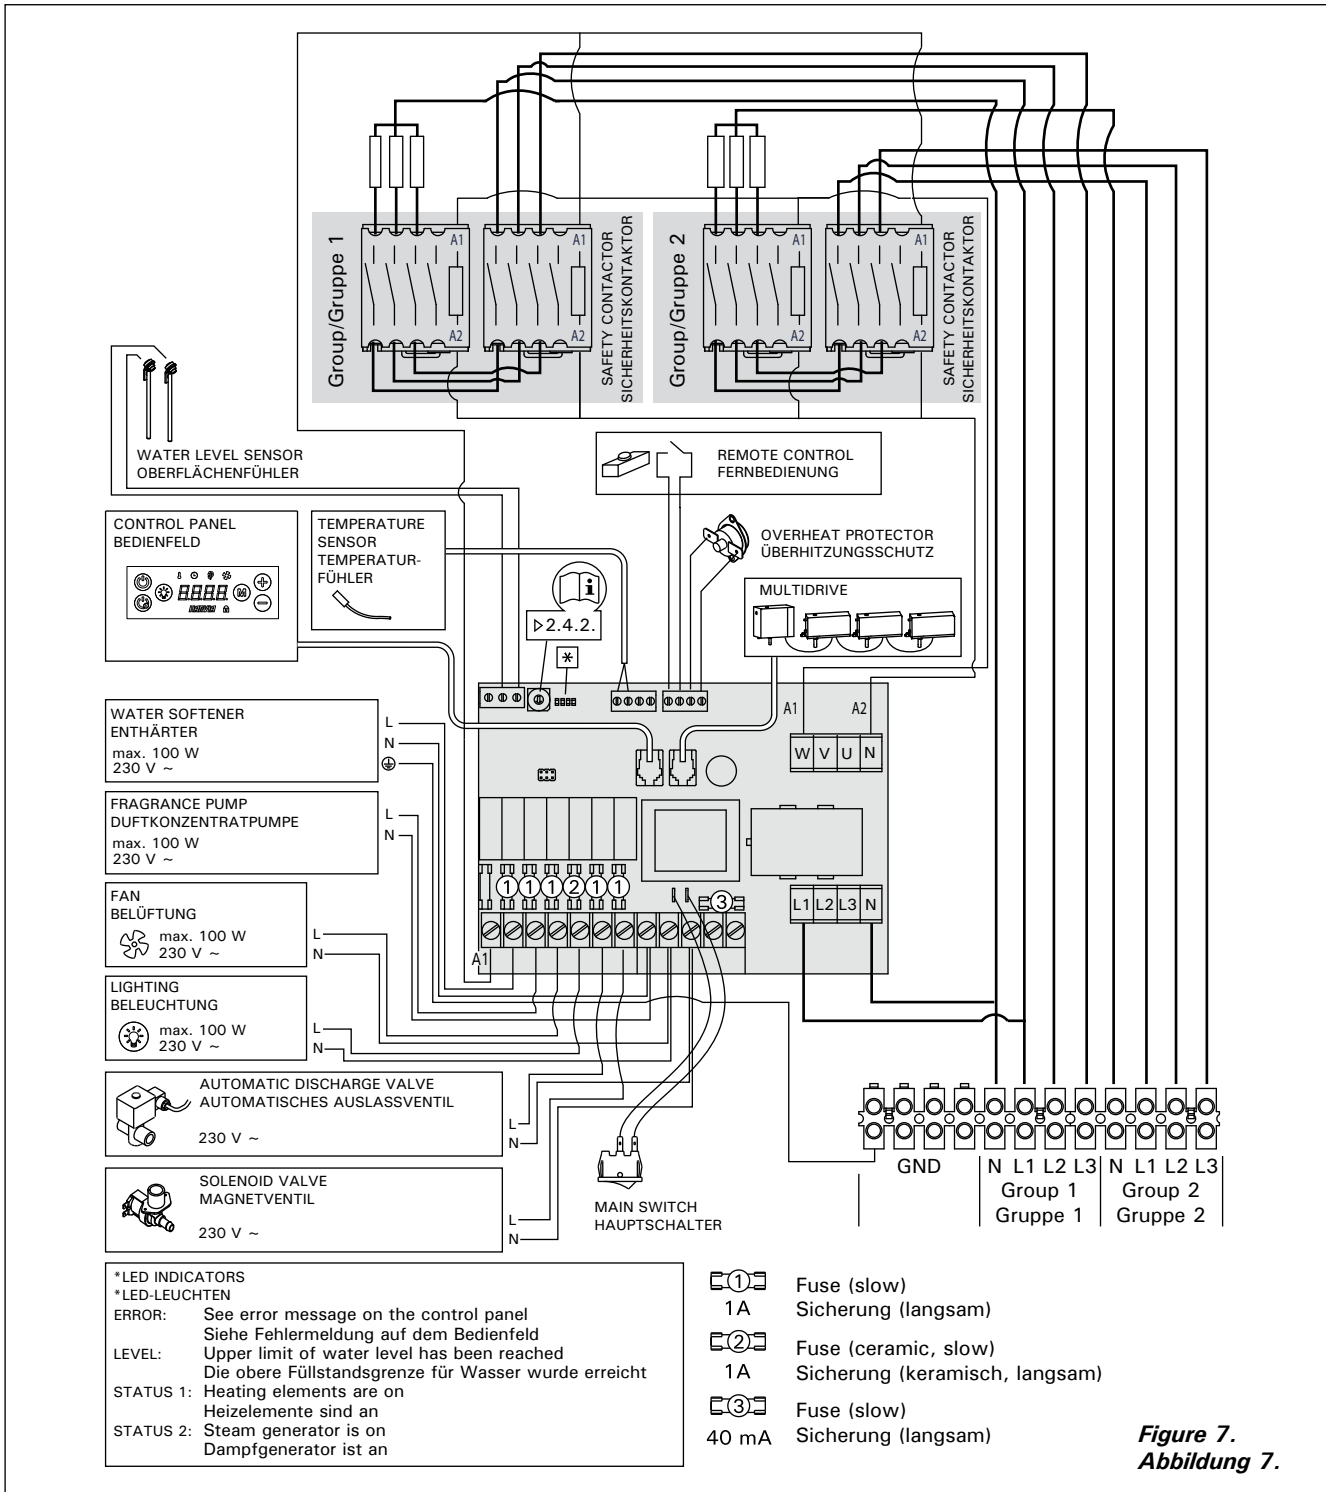 Group/Gruppe 1
A1
A2
A1
A2
SAFETY CONTACTOR
SICHERHEITSKONTAKTOR
Group/Gruppe 2
A1
A2
A1
A2
SAFETY CONTACTOR
SICHERHEITSKONTAKTOR
WATER LEVEL SENSOR
OBERFLÄCHENFÜHLER
REMOTE CONTROL
FERNBEDIENUNG
CONTROL PANEL
BEDIENFELD
8888
M
HARVIA
TEMPERATURE
SENSOR
TEMPERATUR-
FÜHLER
OVERHEAT PROTECTOR
ÜBERHITZUNGSSCHUTZ
i
2.4.2.
*
MULTIDRIVE
A1
A2
W V U N
WATER SOFTENER
ENTHÄRTER
max. 100 W
230 V ~
L
N
FRAGRANCE PUMP
DUFTKONZENTRATPUMPE
max. 100 W
230 V ~
L
N
1 1 1 2 1 1
3
L1 L2 L3 N
A1
FAN
BELÜFTUNG
max. 100 W
230 V ~
L
N
LIGHTING
BELEUCHTUNG
max. 100 W
230 V ~
L
N
AUTOMATIC DISCHARGE VALVE
AUTOMATISCHES AUSLASSVENTIL
230 V ~
L
N
SOLENOID VALVE
MAGNETVENTIL
230 V ~
L
N
MAIN SWITCH
HAUPTSCHALTER
GND
N L1 L2 L3
Group 1
Gruppe 1
N L1 L2 L3
Group 2
Gruppe 2
*LED INDICATORS
*LED-LEUCHTEN
ERROR: See error message on the control panel
Siehe Fehlermeldung auf dem Bedienfeld
LEVEL: Upper limit of water level has been reached
Die obere Füllstandsgrenze für Wasser wurde erreicht
STATUS 1: Heating elements are on
Heizelemente sind an
STATUS 2: Steam generator is on
Dampfgenerator ist an
1 Fuse (slow)
1A Sicherung (langsam)
2 Fuse (ceramic, slow)
1A Sicherung (keramisch, langsam)
3 Fuse (slow)
40 mA Sicherung (langsam)
Figure 7.
Abbildung 7.